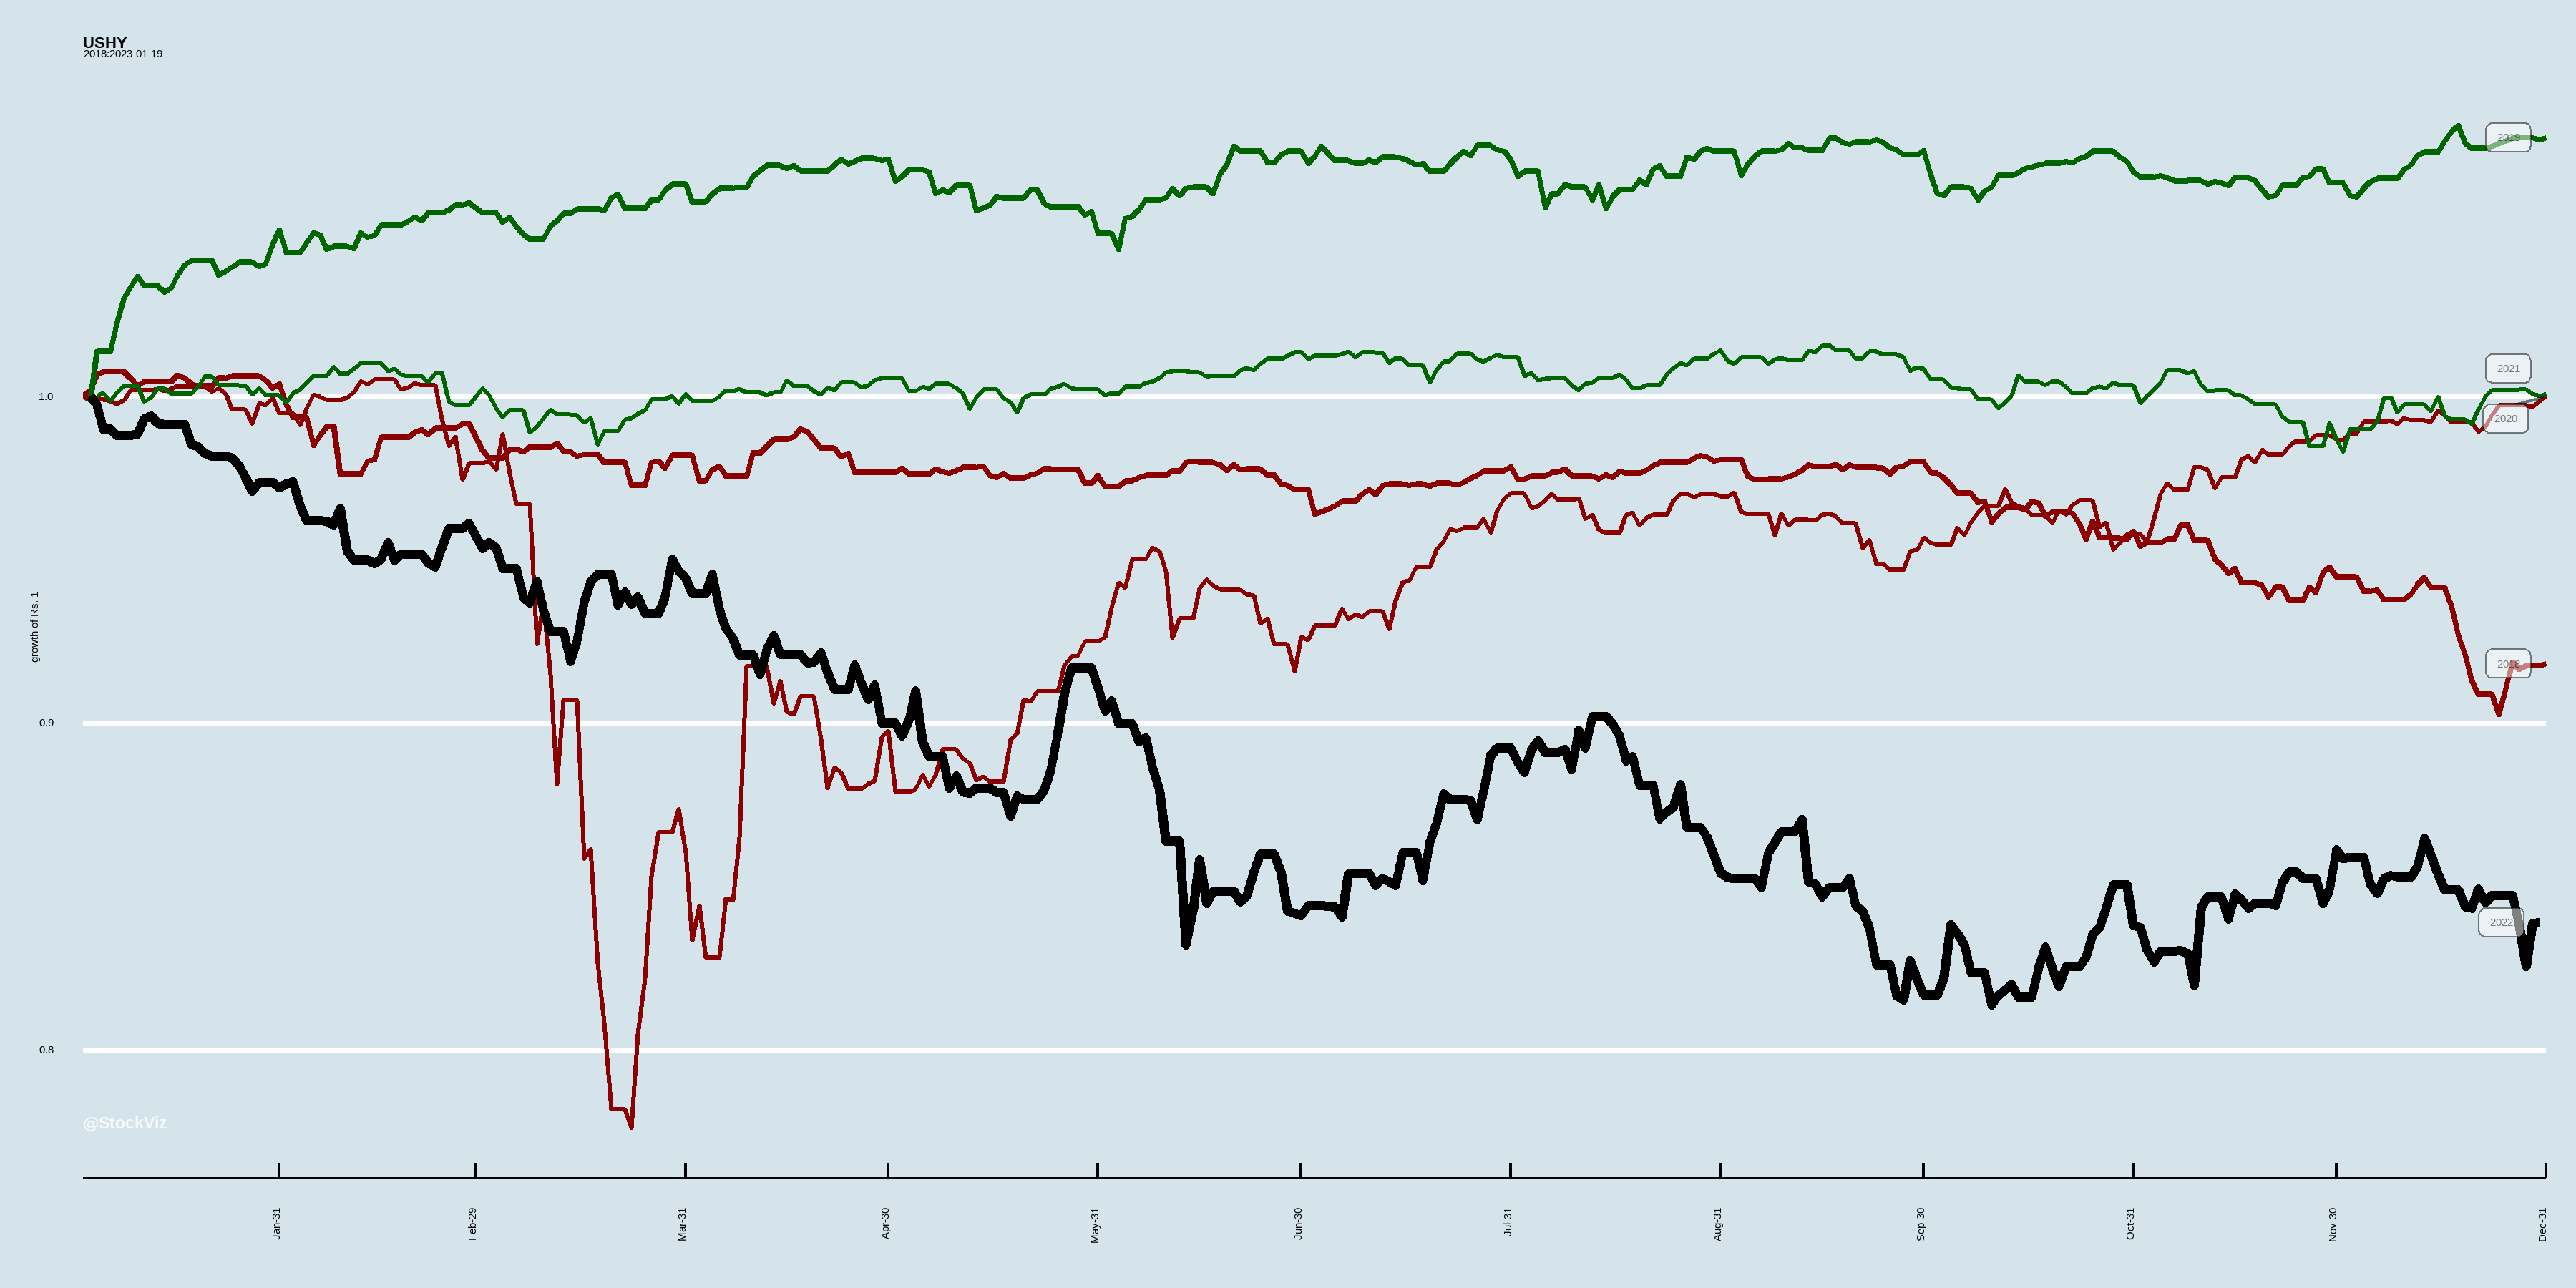 USHY
2018:2023-01-19
2019
2021
1.0
2020
growth of Rs. 1
2018
0.9
2022
0.8
@StockViz
Jan-31
Feb-29
Mar-31
Apr-30
May-31
Jun-30
Jul-31
Aug-31
Sep-30
Oct-31
Nov-30
Dec-31